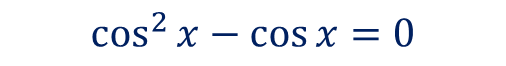 cos² x − cos x = 0